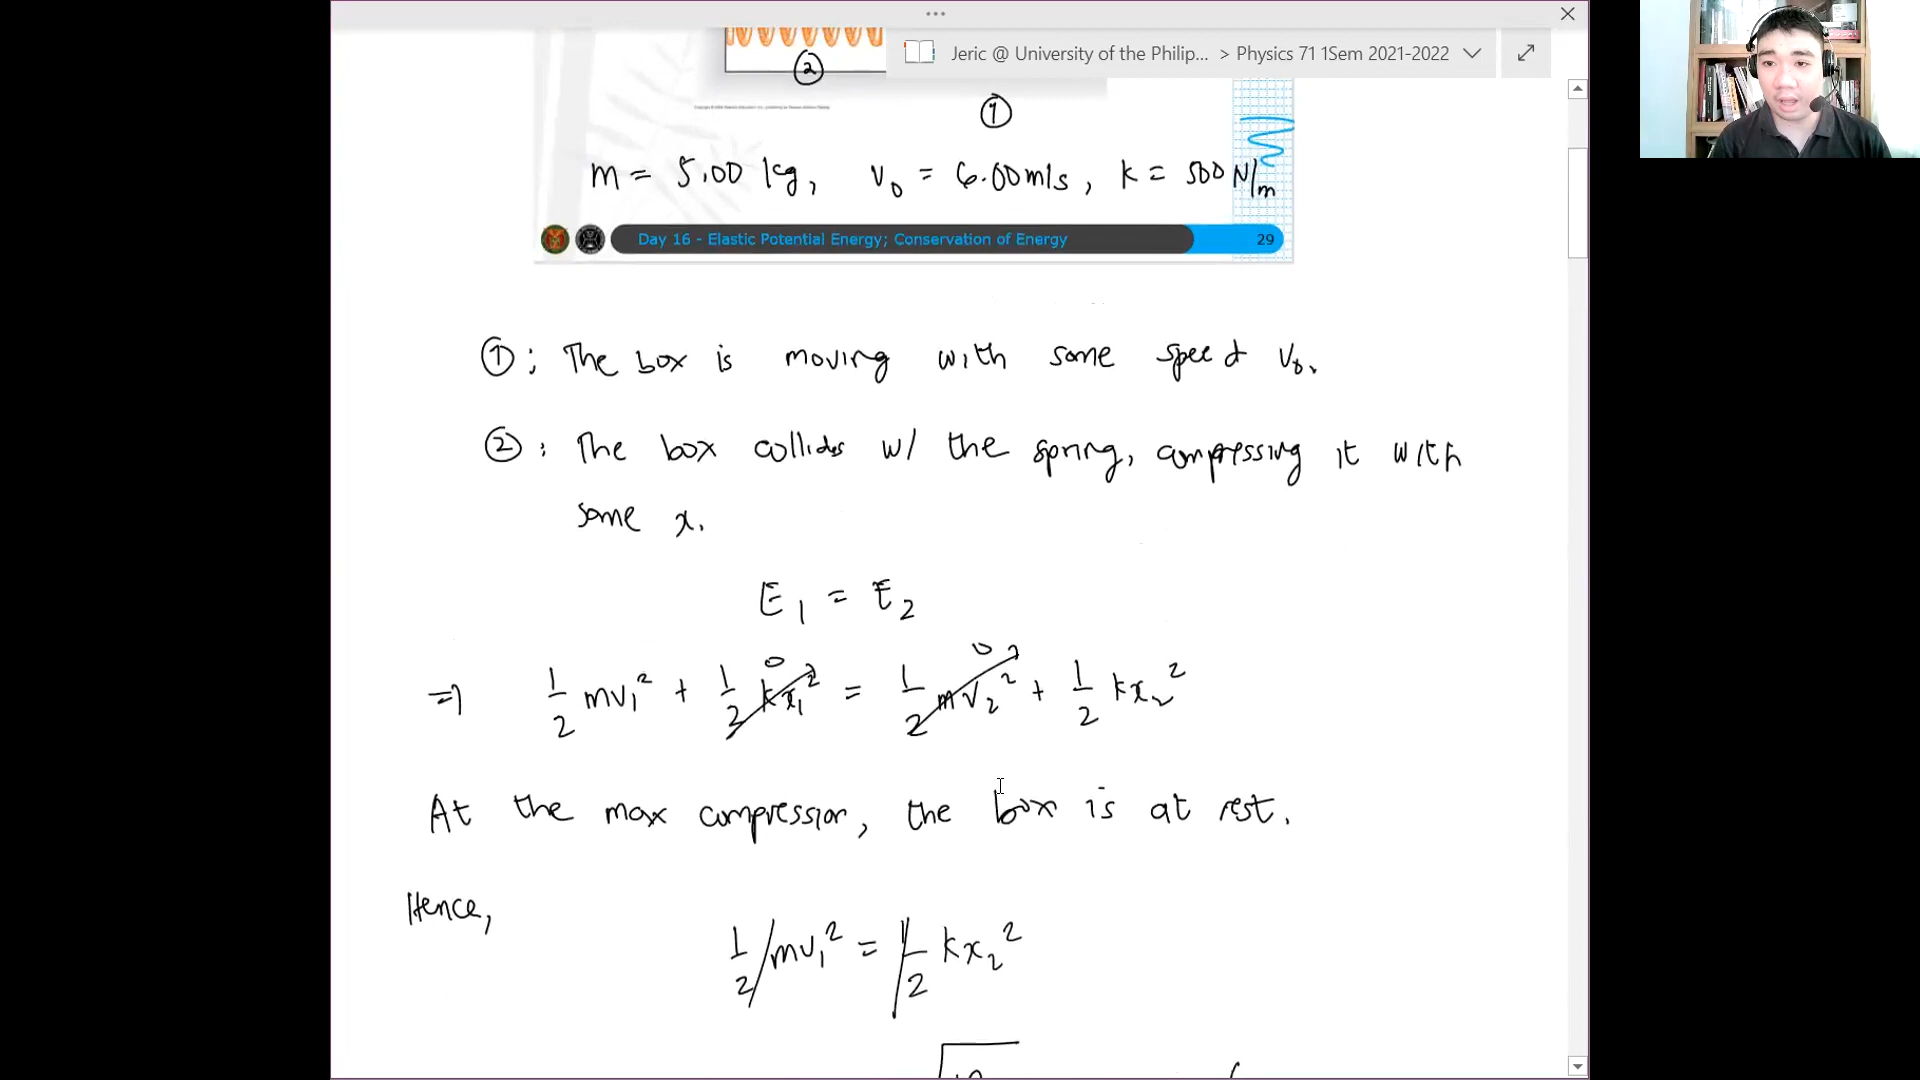 Jeric @ University of the Philip... > Physics 71 1Sem 2021-2022
②
①
m = 5.00 kg, v₀ = 6.00 m/s, k = 500 N/m
Day 16 - Elastic Potential Energy; Conservation of Energy 29
①: The box is moving with some speed v₀.
②: The box collides w/ the spring, compressing it with
some x.
E₁ = E₂
⇒ 1/2 mv₁² + 1/2 kx₁² 0 = 1/2 mv₂² 0 + 1/2 kx₂²
At the max compression, the box is at rest.
Hence,
1/2 mv₁² = 1/2 kx₂²